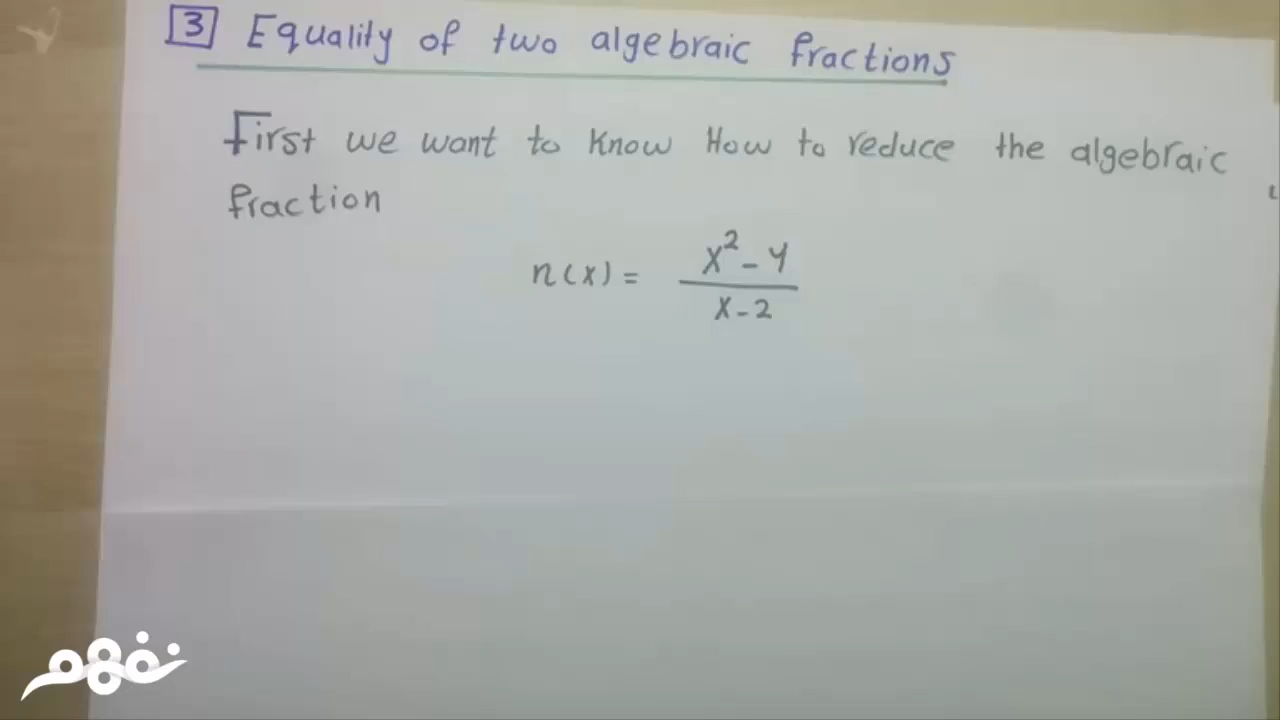 3 Equality of two algebraic fractions
First we want to know How to reduce the algebraic
fraction
n(x) = x² - 4 / x - 2
نفهم